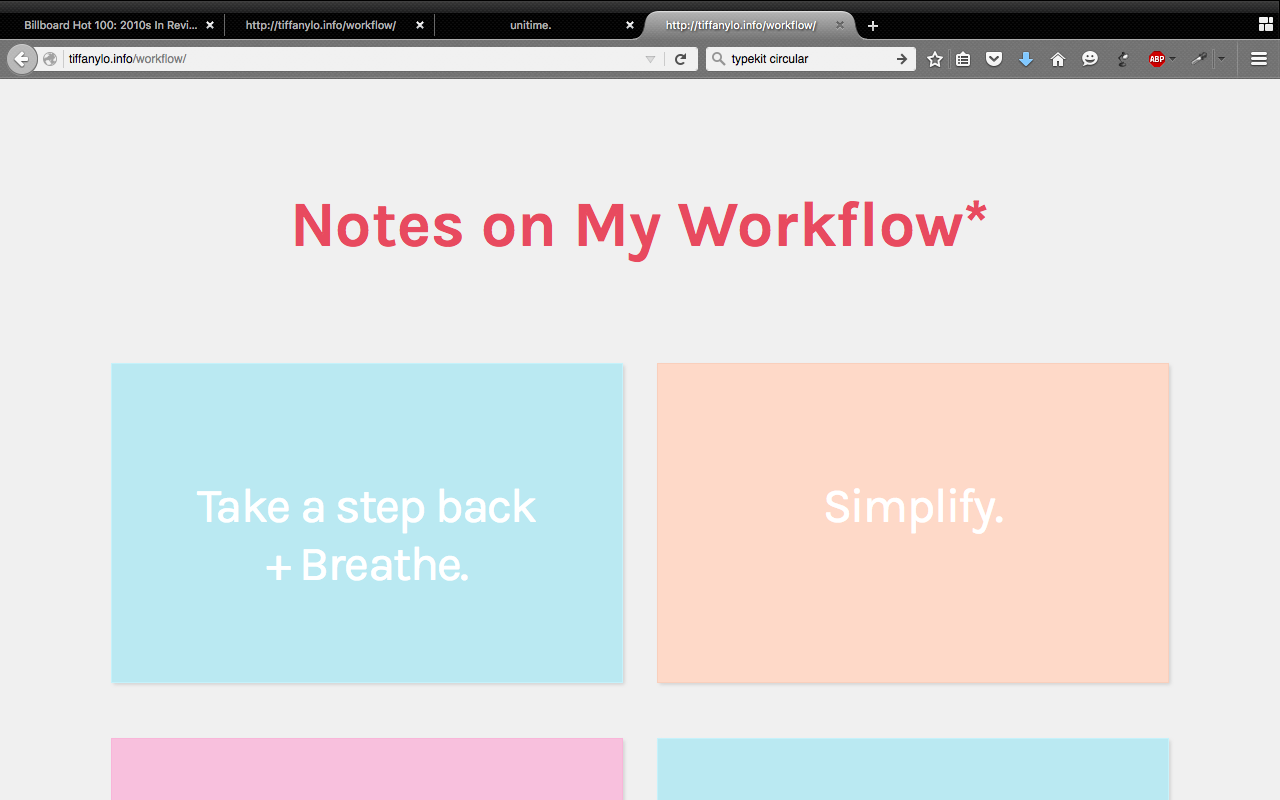 Billboard Hot 100: 2010s In Revi...
http://tiffanylo.info/workflow/
unitime.
http://tiffanylo.info/workflow/
tiffanylo.info/workflow/
typekit circular
ABP
Notes on My Workflow*
Take a step back
+ Breathe.
Simplify.